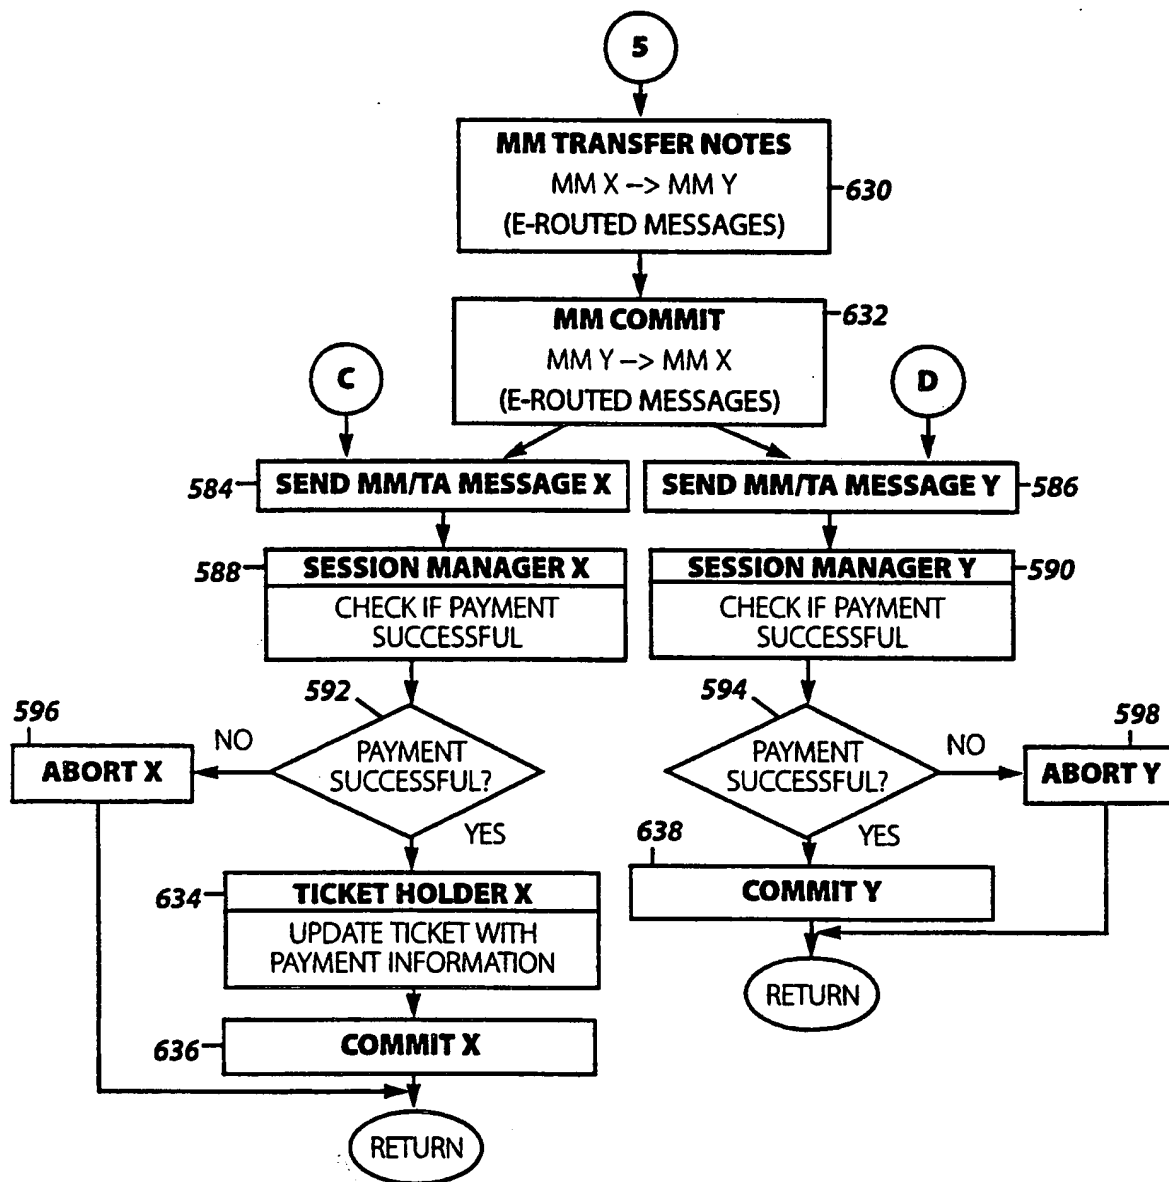 5
MM TRANSFER NOTES
MM X --> MM Y
(E-ROUTED MESSAGES)
630
MM COMMIT
MM Y --> MM X
(E-ROUTED MESSAGES)
632
C
D
584
SEND MM/TA MESSAGE X
SEND MM/TA MESSAGE Y
586
588
SESSION MANAGER X
CHECK IF PAYMENT
SUCCESSFUL
SESSION MANAGER Y
CHECK IF PAYMENT
SUCCESSFUL
590
592
594
596
NO
ABORT X
PAYMENT
SUCCESSFUL?
YES
PAYMENT
SUCCESSFUL?
NO
598
ABORT Y
YES
638
COMMIT Y
634
TICKET HOLDER X
UPDATE TICKET WITH
PAYMENT INFORMATION
RETURN
636
COMMIT X
RETURN